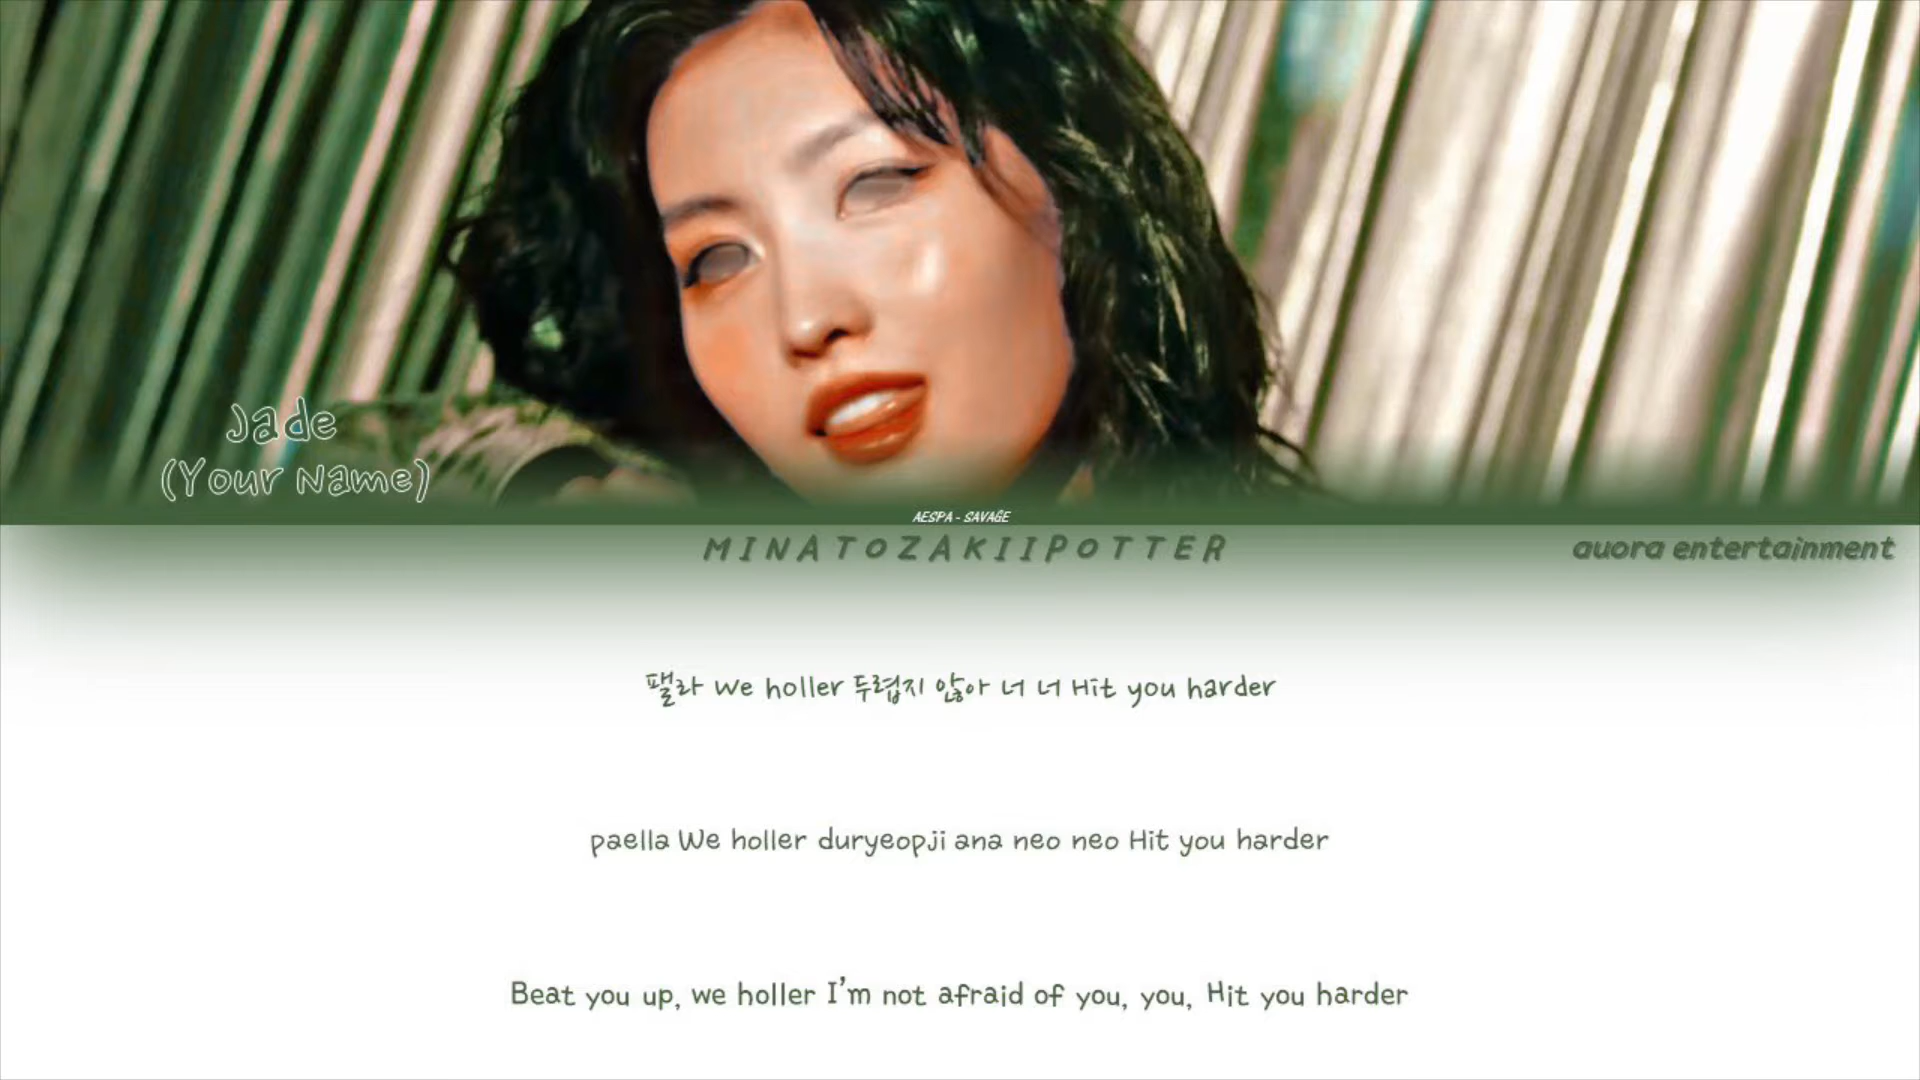 Jade
(Your Name)
AESPA - SAVAGE
MINATOZAKIIPOTTER
auora entertainment
팰라 We holler 두렵지 않아 너 너 Hit you harder
paella We holler duryeopji ana neo neo Hit you harder
Beat you up, we holler I'm not afraid of you, you, Hit you harder